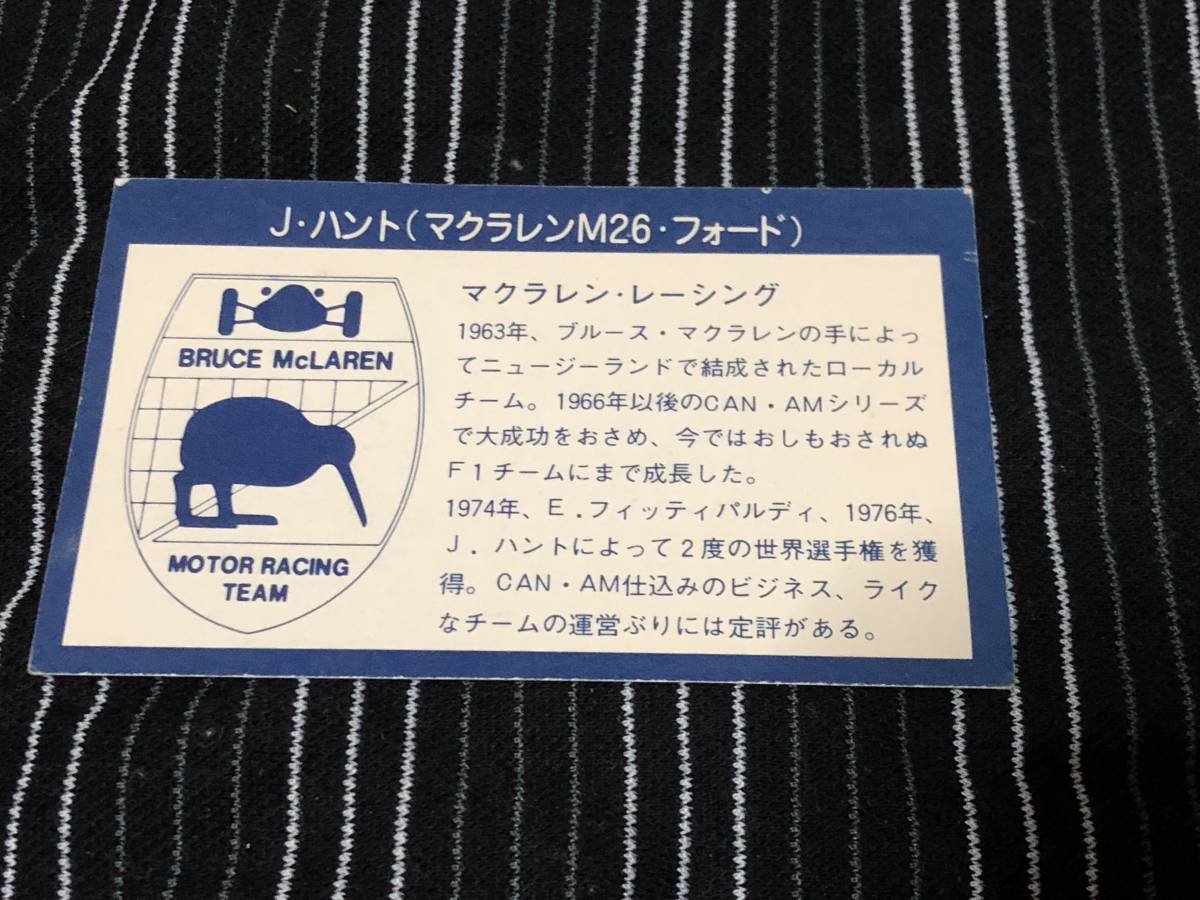 J・ハント(マクラレンM26・フォード)
BRUCE McLAREN
MOTOR RACING
TEAM
マクラレン・レーシング
1963年、ブルース・マクラレンの手によっ
てニュージーランドで結成されたローカル
チーム。1966年以後のCAN・AMシリーズ
で大成功をおさめ、今ではおしもおされぬ
F1チームにまで成長した。
1974年、E.フィッティパルディ、1976年、
J.ハントによって2度の世界選手権を獲
得。CAN・AM仕込みのビジネス、ライク
なチームの運営ぶりには定評がある。